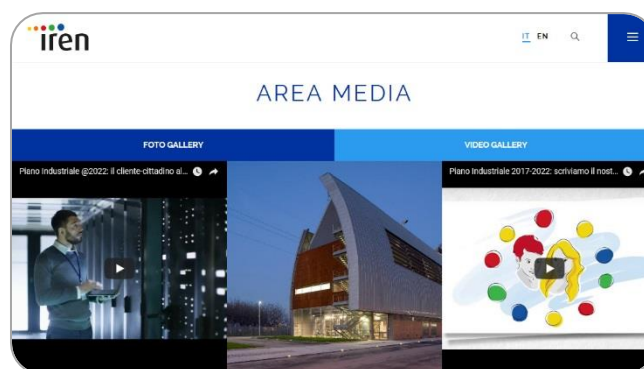 iren
IT EN
AREA MEDIA
FOTO GALLERY
VIDEO GALLERY
Piano Industriale @2022: il cliente-cittadino al...
Piano Industriale 2017-2022: scriviamo il nost...